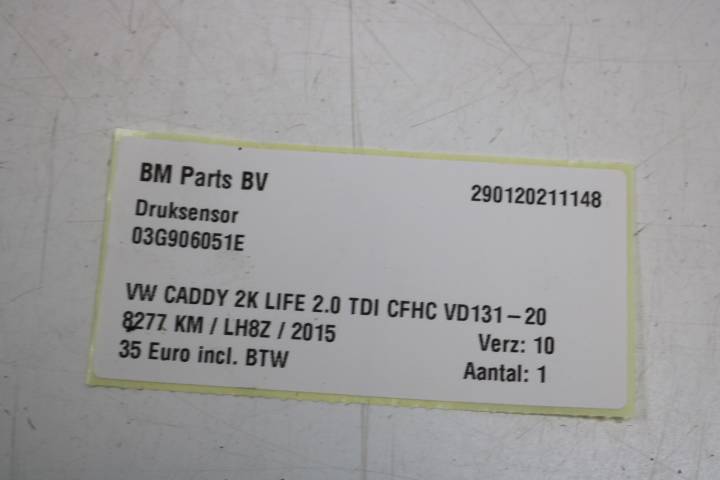 BM Parts BV
290120211148
Druksensor
03G906051E
VW CADDY 2K LIFE 2.0 TDI CFHC VD131-20
8277 KM / LH8Z / 2015
Verz: 10
35 Euro incl. BTW
Aantal: 1